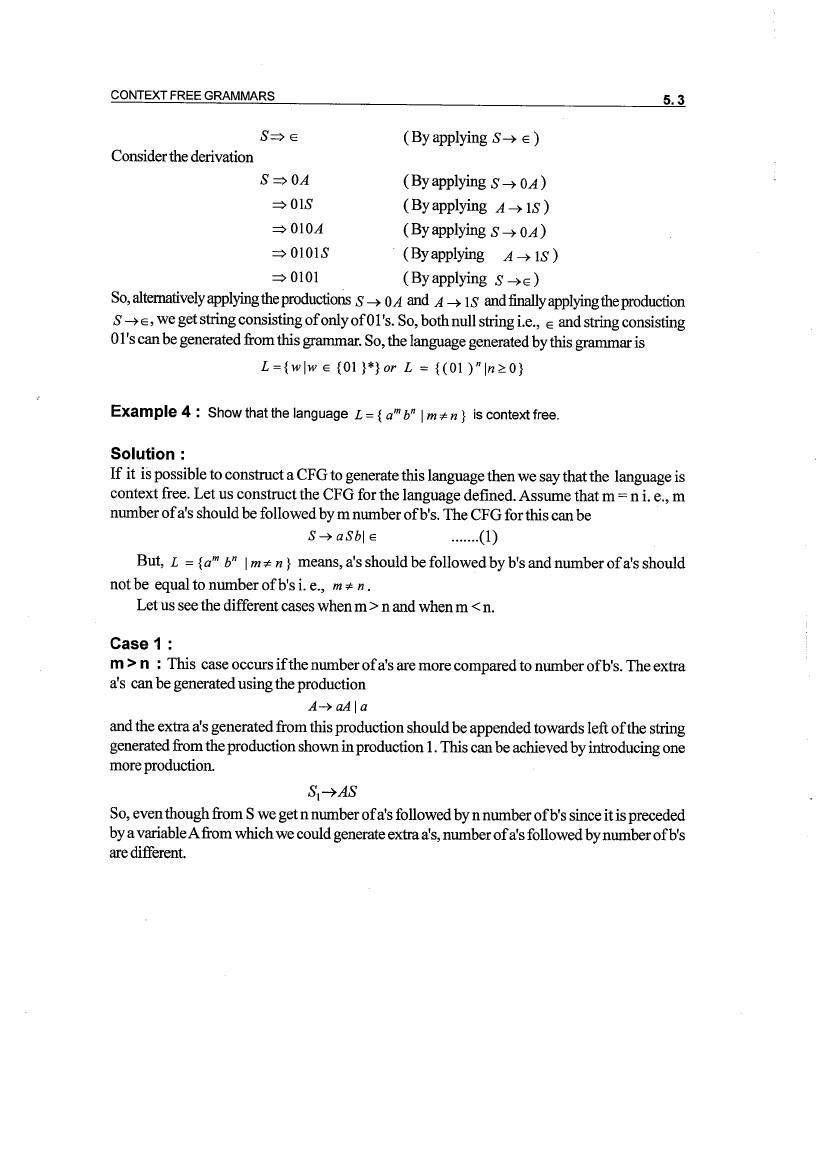 CONTEXT FREE GRAMMARS 5. 3
S⇒ ∈ ( By applying S→ ∈ )
Consider the derivation
S ⇒ 0A ( By applying S → 0A )
⇒ 01S ( By applying A → 1S )
⇒ 010A ( By applying S → 0A )
⇒ 0101S ( By applying A → 1S )
⇒ 0101 ( By applying S →∈ )
So, alternatively applying the productions S → 0A and A → 1S and finally applying the production
S →∈, we get string consisting of only of 01's. So, both null string i.e., ∈ and string consisting
01's can be generated from this grammar. So, the language generated by this grammar is
L = {w|w ∈ {01 }*} or L = {(01 )ⁿ |n ≥ 0}
Example 4 : Show that the language L = { aᵐ bⁿ | m ≠ n } is context free.
Solution :
If it is possible to construct a CFG to generate this language then we say that the language is
context free. Let us construct the CFG for the language defined. Assume that m = n i. e., m
number of a's should be followed by m number of b's. The CFG for this can be
S → aSb| ∈ .......(1)
But, L = {aᵐ bⁿ | m ≠ n } means, a's should be followed by b's and number of a's should
not be equal to number of b's i. e., m ≠ n .
Let us see the different cases when m > n and when m < n.
Case 1 :
m > n : This case occurs if the number of a's are more compared to number of b's. The extra
a's can be generated using the production
A→ aA | a
and the extra a's generated from this production should be appended towards left of the string
generated from the production shown in production 1. This can be achieved by introducing one
more production.
S₁→AS
So, even though from S we get n number of a's followed by n number of b's since it is preceded
by a variable A from which we could generate extra a's, number of a's followed by number of b's
are different.